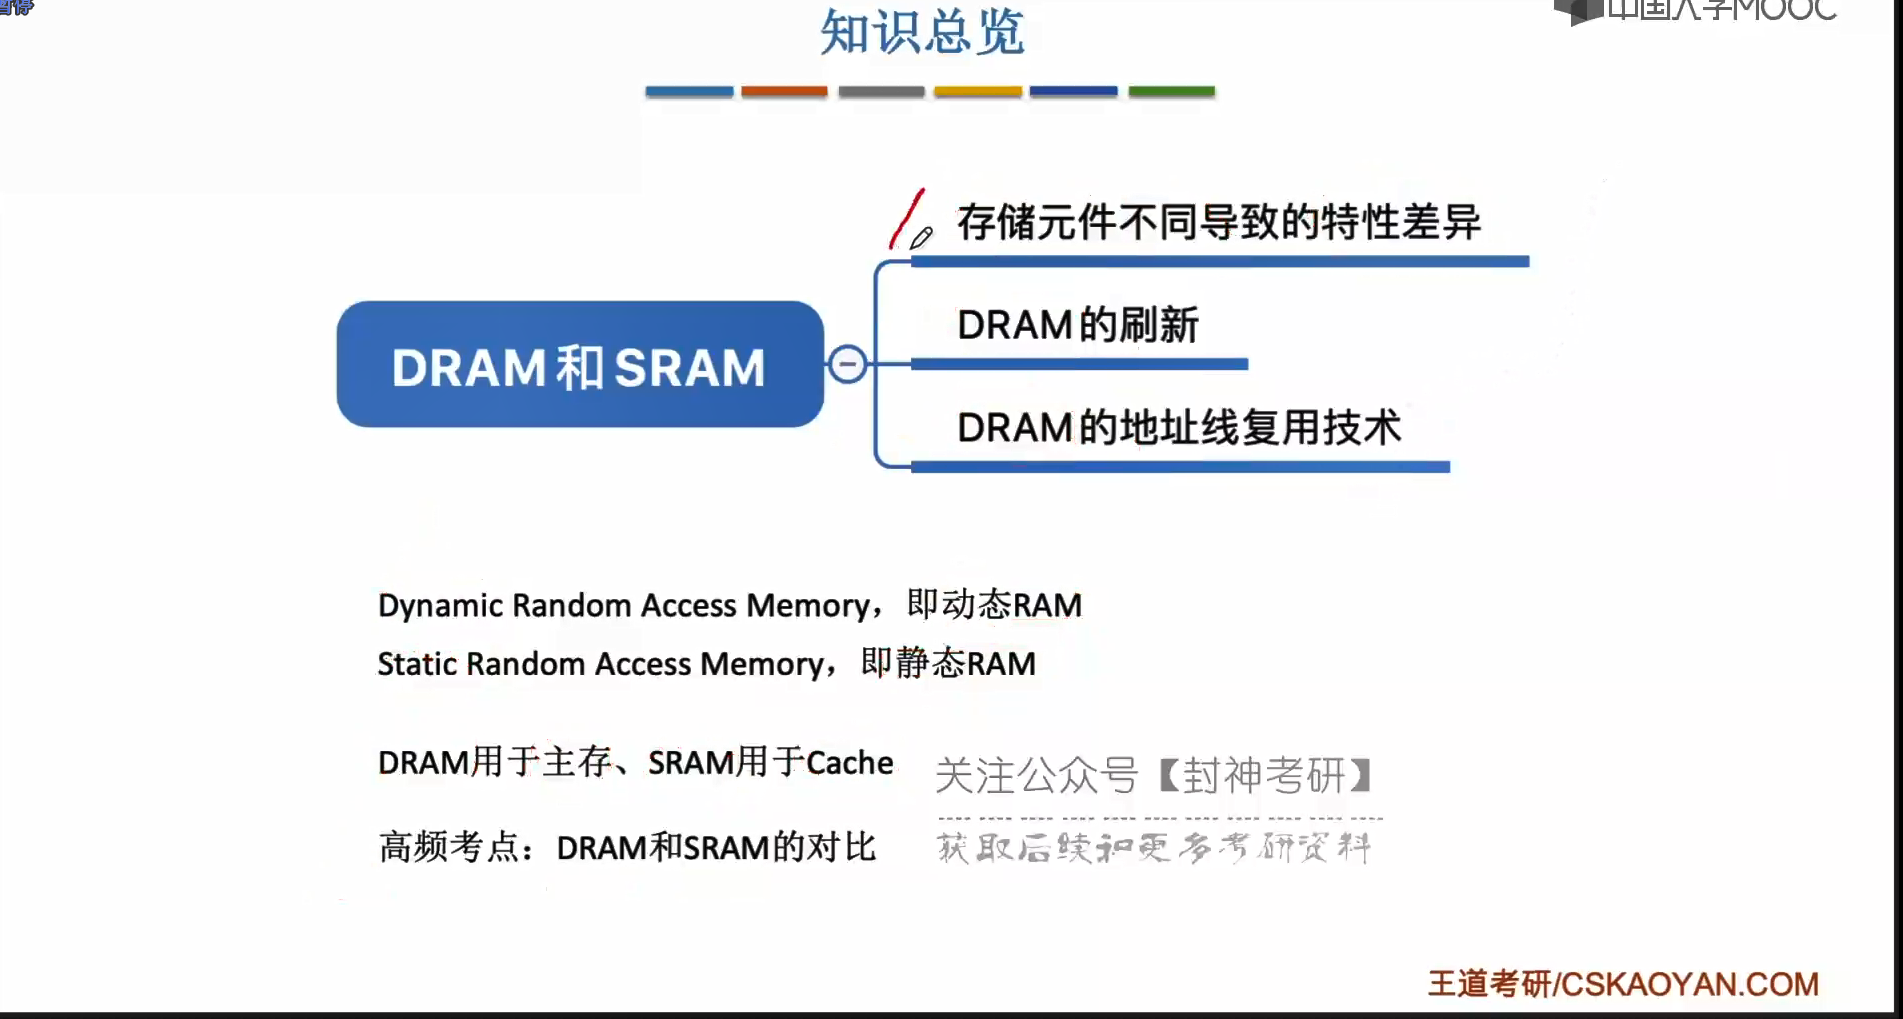 暂停
中国大学MOOC
知识总览
存储元件不同导致的特性差异
DRAM的刷新
DRAM和SRAM
DRAM的地址线复用技术
Dynamic Random Access Memory，即动态RAM
Static Random Access Memory，即静态RAM
DRAM用于主存、SRAM用于Cache
关注公众号【封神考研】
高频考点：DRAM和SRAM的对比
获取后续和更多考研资料
王道考研/CSKAOYAN.COM